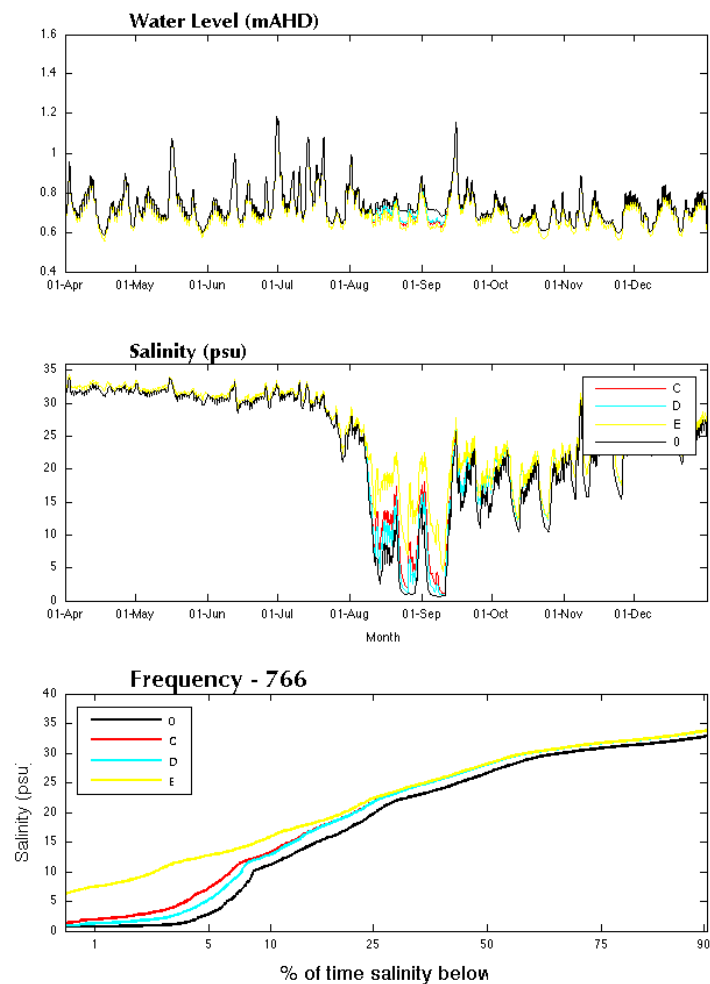 Water Level (mAHD)
1.6
1.4
1.2
1
0.8
0.6
0.4
01-Apr 01-May 01-Jun 01-Jul 01-Aug 01-Sep 01-Oct 01-Nov 01-Dec
Salinity (psu)
35
30
25
20
15
10
5
0
C
D
E
0
01-Apr 01-May 01-Jun 01-Jul 01-Aug 01-Sep 01-Oct 01-Nov 01-Dec
Month
Frequency - 766
40
35
30
25
20
15
10
5
0
Salinity (psu)
0
C
D
E
1 5 10 25 50 75 90
% of time salinity below